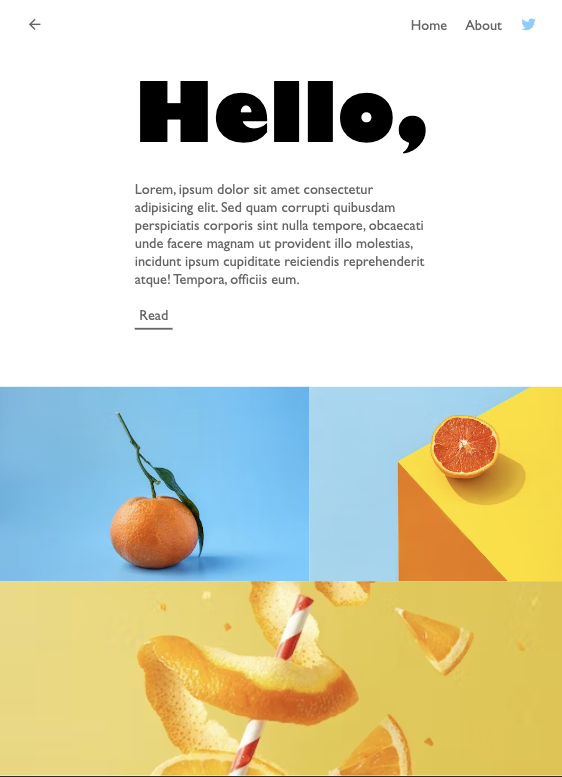 Home About
Hello,
Lorem, ipsum dolor sit amet consectetur
adipisicing elit. Sed quam corrupti quibusdam
perspiciatis corporis sint nulla tempore, obcaecati
unde facere magnam ut provident illo molestias,
incidunt ipsum cupiditate reiciendis reprehenderit
atque! Tempora, officiis eum.
Read